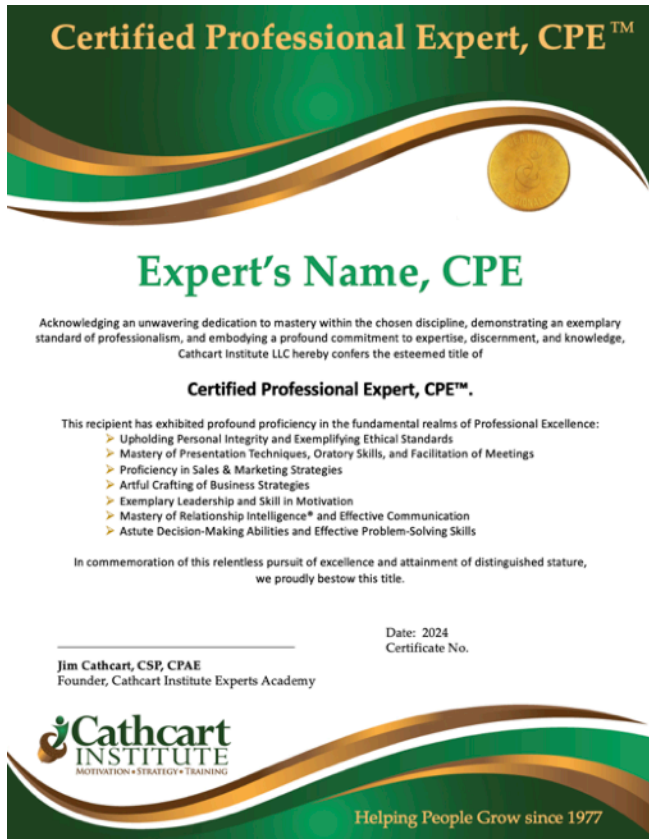 Certified Professional Expert, CPE™
Expert's Name, CPE
Acknowledging an unwavering dedication to mastery within the chosen discipline, demonstrating an exemplary
standard of professionalism, and embodying a profound commitment to expertise, discernment, and knowledge,
Cathcart Institute LLC hereby confers the esteemed title of
Certified Professional Expert, CPE™.
This recipient has exhibited profound proficiency in the fundamental realms of Professional Excellence:
➢ Upholding Personal Integrity and Exemplifying Ethical Standards
➢ Mastery of Presentation Techniques, Oratory Skills, and Facilitation of Meetings
➢ Proficiency in Sales & Marketing Strategies
➢ Artful Crafting of Business Strategies
➢ Exemplary Leadership and Skill in Motivation
➢ Mastery of Relationship Intelligence® and Effective Communication
➢ Astute Decision-Making Abilities and Effective Problem-Solving Skills
In commemoration of this relentless pursuit of excellence and attainment of distinguished stature,
we proudly bestow this title.
Date: 2024
Certificate No.
Jim Cathcart, CSP, CPAE
Founder, Cathcart Institute Experts Academy
Cathcart
INSTITUTE
MOTIVATION • STRATEGY • TRAINING
Helping People Grow since 1977